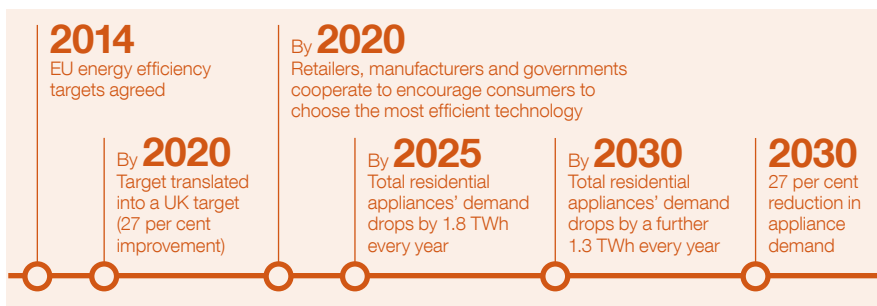 2014
EU energy efficiency
targets agreed
By 2020
Target translated
into a UK target
(27 per cent
improvement)
By 2020
Retailers, manufacturers and governments
cooperate to encourage consumers to
choose the most efficient technology
By 2025
Total residential
appliances’ demand
drops by 1.8 TWh
every year
By 2030
Total residential
appliances’ demand
drops by a further
1.3 TWh every year
2030
27 per cent
reduction in
appliance
demand